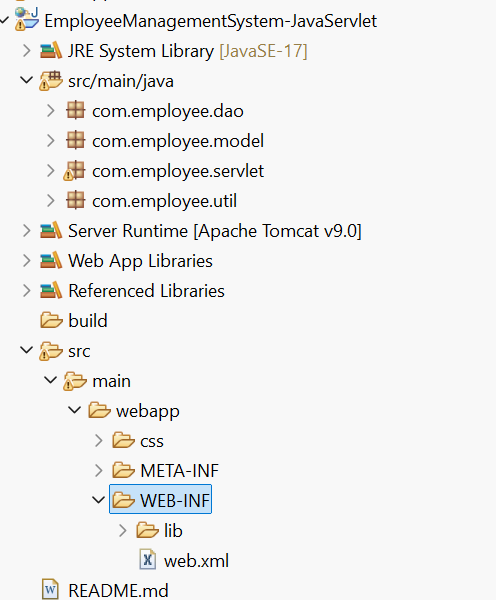 EmployeeManagementSystem-JavaServlet
JRE System Library [JavaSE-17]
src/main/java
com.employee.dao
com.employee.model
com.employee.servlet
com.employee.util
Server Runtime [Apache Tomcat v9.0]
Web App Libraries
Referenced Libraries
build
src
main
webapp
css
META-INF
WEB-INF
lib
web.xml
README.md